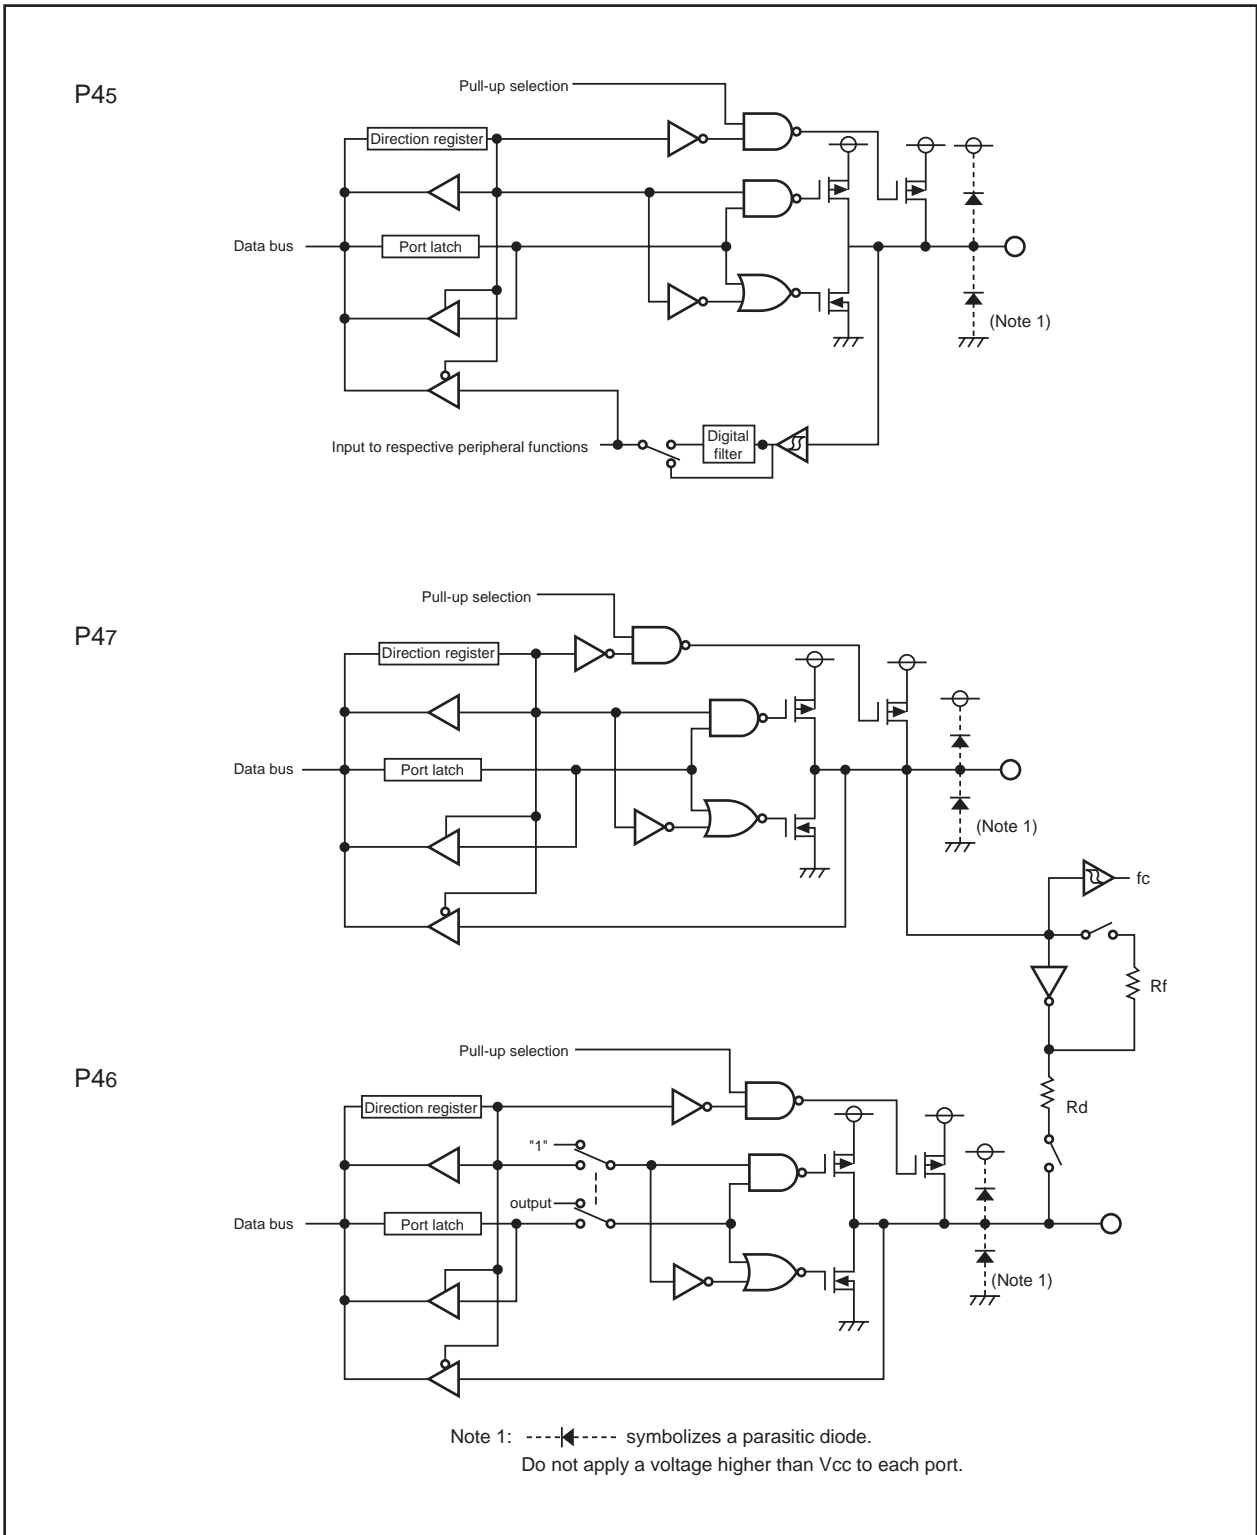 P45
Pull-up selection
Direction register
Data bus
Port latch
(Note 1)
Input to respective peripheral functions
Digital
filter
P47
Pull-up selection
Direction register
Data bus
Port latch
(Note 1)
fc
Rf
P46
Pull-up selection
Direction register
Rd
"1"
output
Data bus
Port latch
(Note 1)
Note 1: symbolizes a parasitic diode.
Do not apply a voltage higher than Vcc to each port.